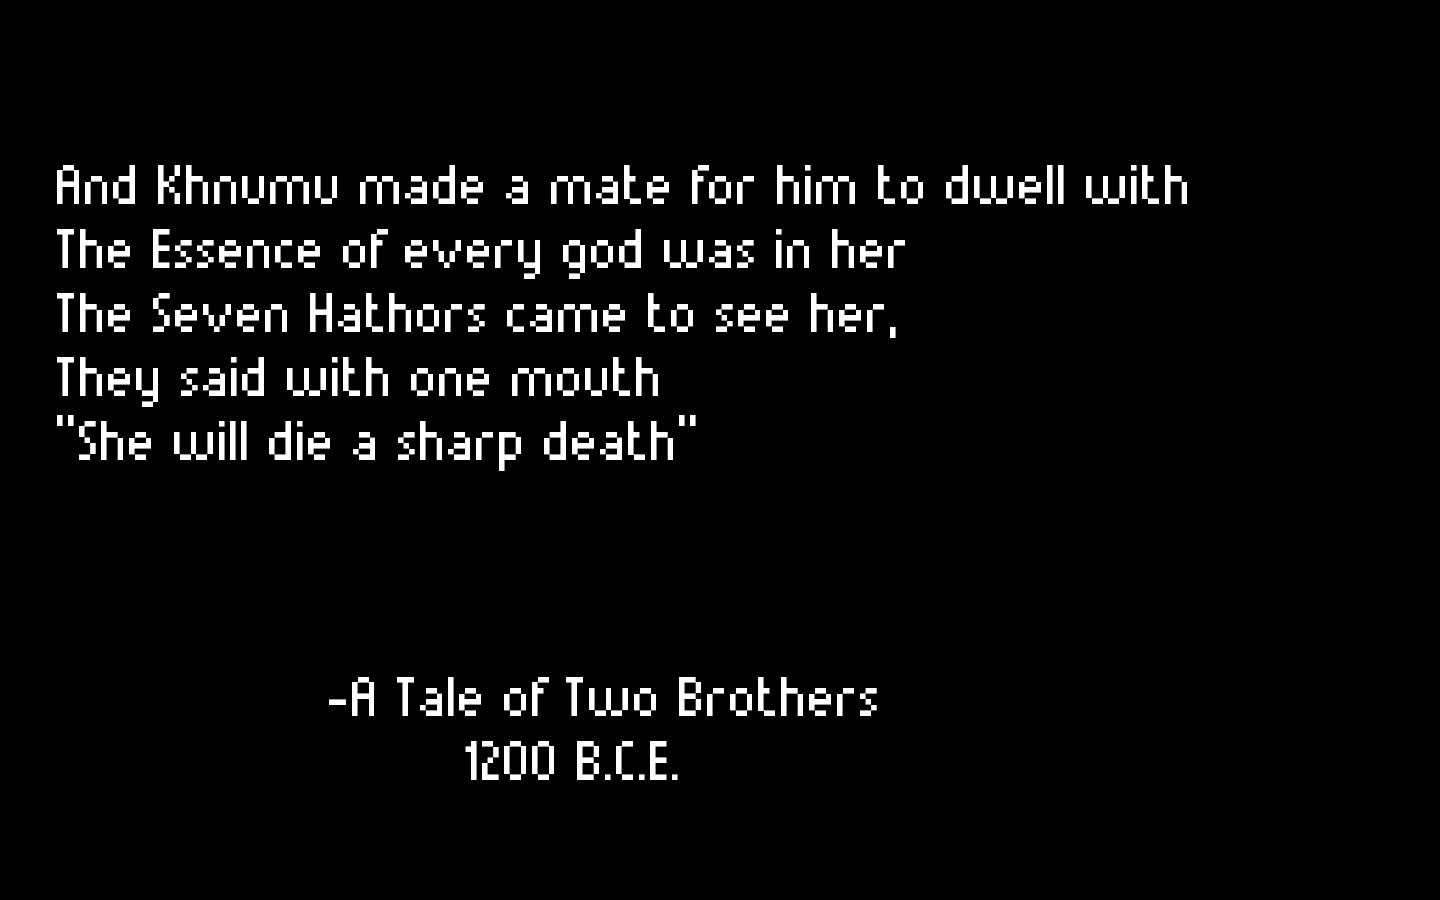 And Khnumu made a mate for him to dwell with
The Essence of every god was in her
The Seven Hathors came to see her,
They said with one mouth
"She will die a sharp death"
-A Tale of Two Brothers
1200 B.C.E.